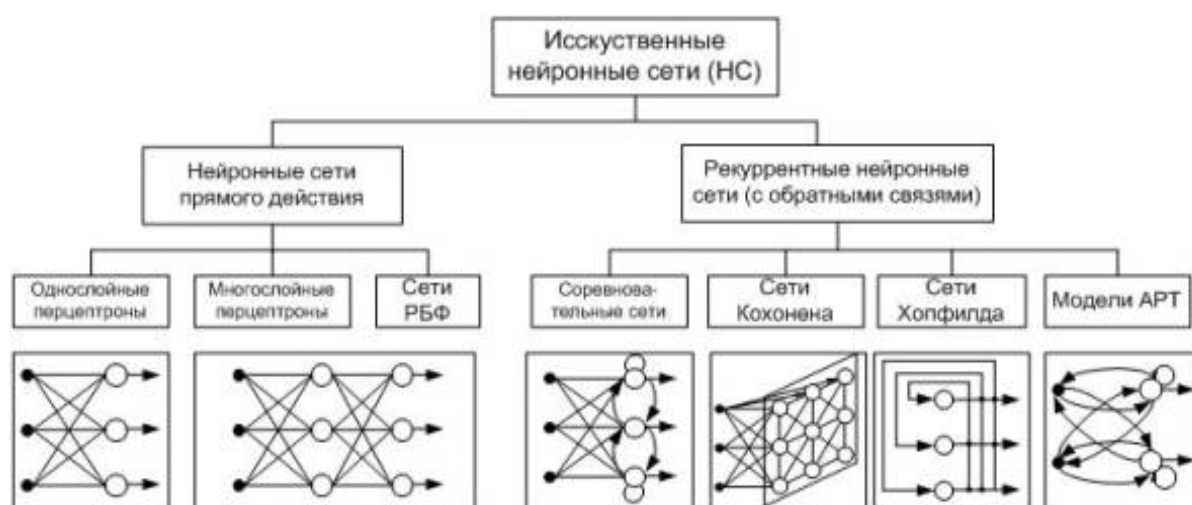 Исскуственные
нейронные сети (НС)
Нейронные сети
прямого действия
Рекуррентные нейронные
сети (с обратными связями)
Однослойные
перцептроны
Многослойные
перцептроны
Сети
РБФ
Соревнова-
тельные сети
Сети
Кохонена
Сети
Хопфилда
Модели АРТ